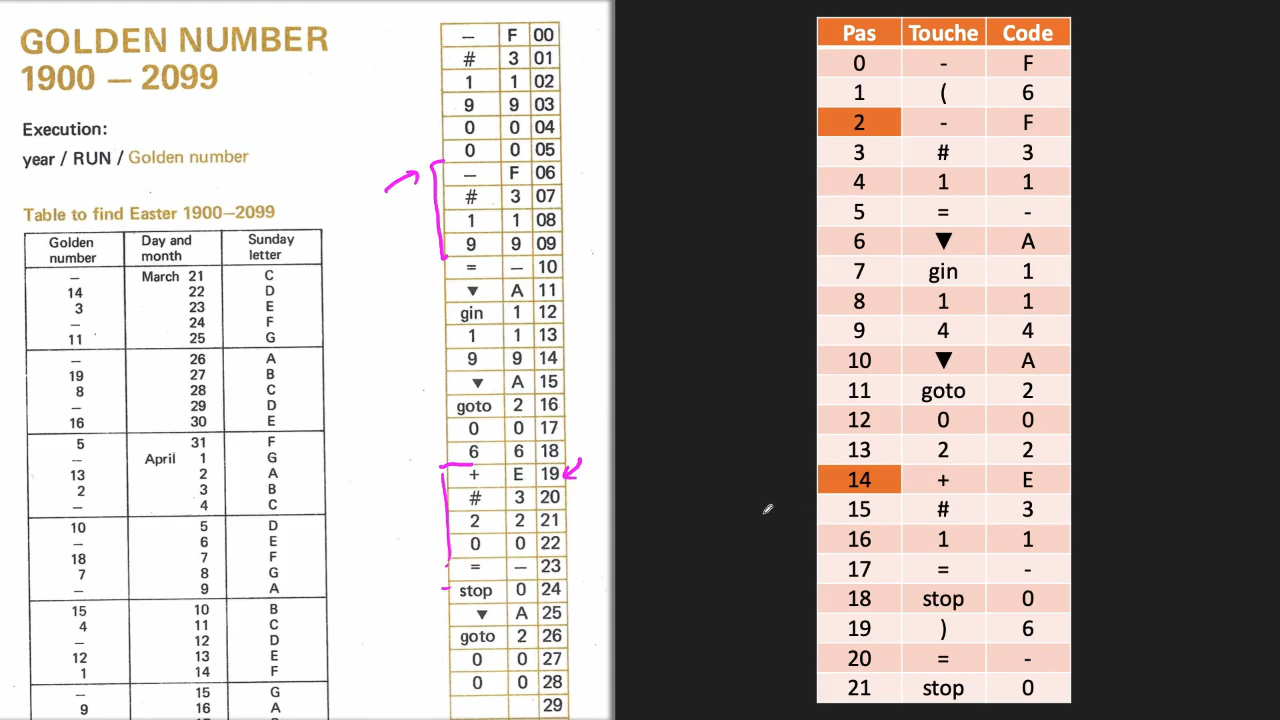 GOLDEN NUMBER
1900 — 2099
Execution:
year / RUN / Golden number
Table to find Easter 1900—2099
Golden number Day and month Sunday letter
— March 21 C
14 22 D
3 23 E
— 24 F
11 25 G
— 26 A
19 27 B
8 28 C
— 29 D
16 30 E
5 31 F
— April 1 G
13 2 A
2 3 B
— 4 C
10 5 D
— 6 E
18 7 F
7 8 G
— 9 A
15 10 B
4 11 C
— 12 D
12 13 E
1 14 F
— 15 G
9 16 A
— F 00
# 3 01
1 1 02
9 9 03
0 0 04
0 0 05
— F 06
# 3 07
1 1 08
9 9 09
= — 10
▼ A 11
gin 1 12
1 1 13
9 9 14
▼ A 15
goto 2 16
0 0 17
6 6 18
+ E 19
# 3 20
2 2 21
0 0 22
= — 23
stop 0 24
▼ A 25
goto 2 26
0 0 27
0 0 28
29
Pas Touche Code
0 - F
1 ( 6
2 - F
3 # 3
4 1 1
5 = -
6 ▼ A
7 gin 1
8 1 1
9 4 4
10 ▼ A
11 goto 2
12 0 0
13 2 2
14 + E
15 # 3
16 1 1
17 = -
18 stop 0
19 ) 6
20 = -
21 stop 0